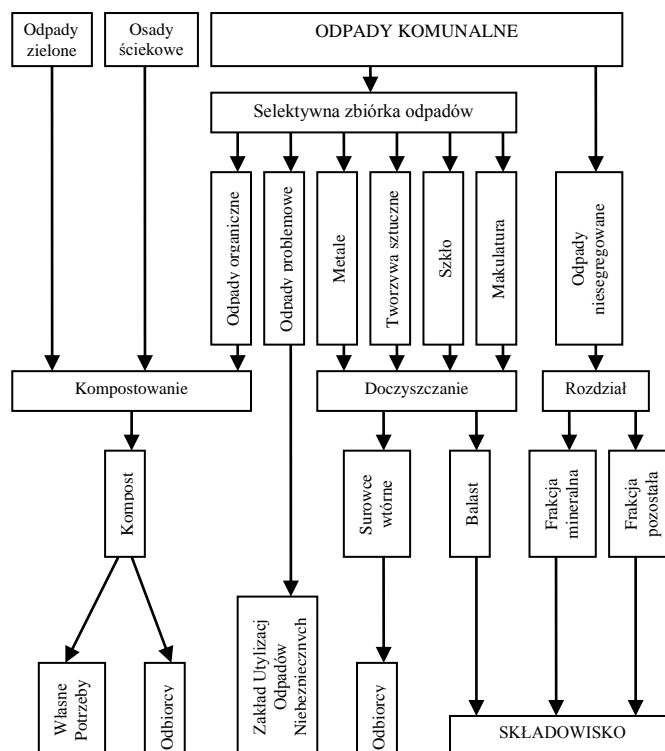 Odpady
zielone
Osady
ściekowe
ODPADY KOMUNALNE
Selektywna zbiórka odpadów
Odpady organiczne
Odpady problemowe
Metale
Tworzywa sztuczne
Szkło
Makulatura
Odpady
niesegregowane
Kompostowanie
Doczyszczanie
Rozdział
Kompost
Surowce
wtórne
Balast
Frakcja
mineralna
Frakcja
pozostała
Własne
Potrzeby
Odbiorcy
Zakład Utylizacj
Odpadów
Niebezpiecznych
Odbiorcy
SKŁADOWISKO